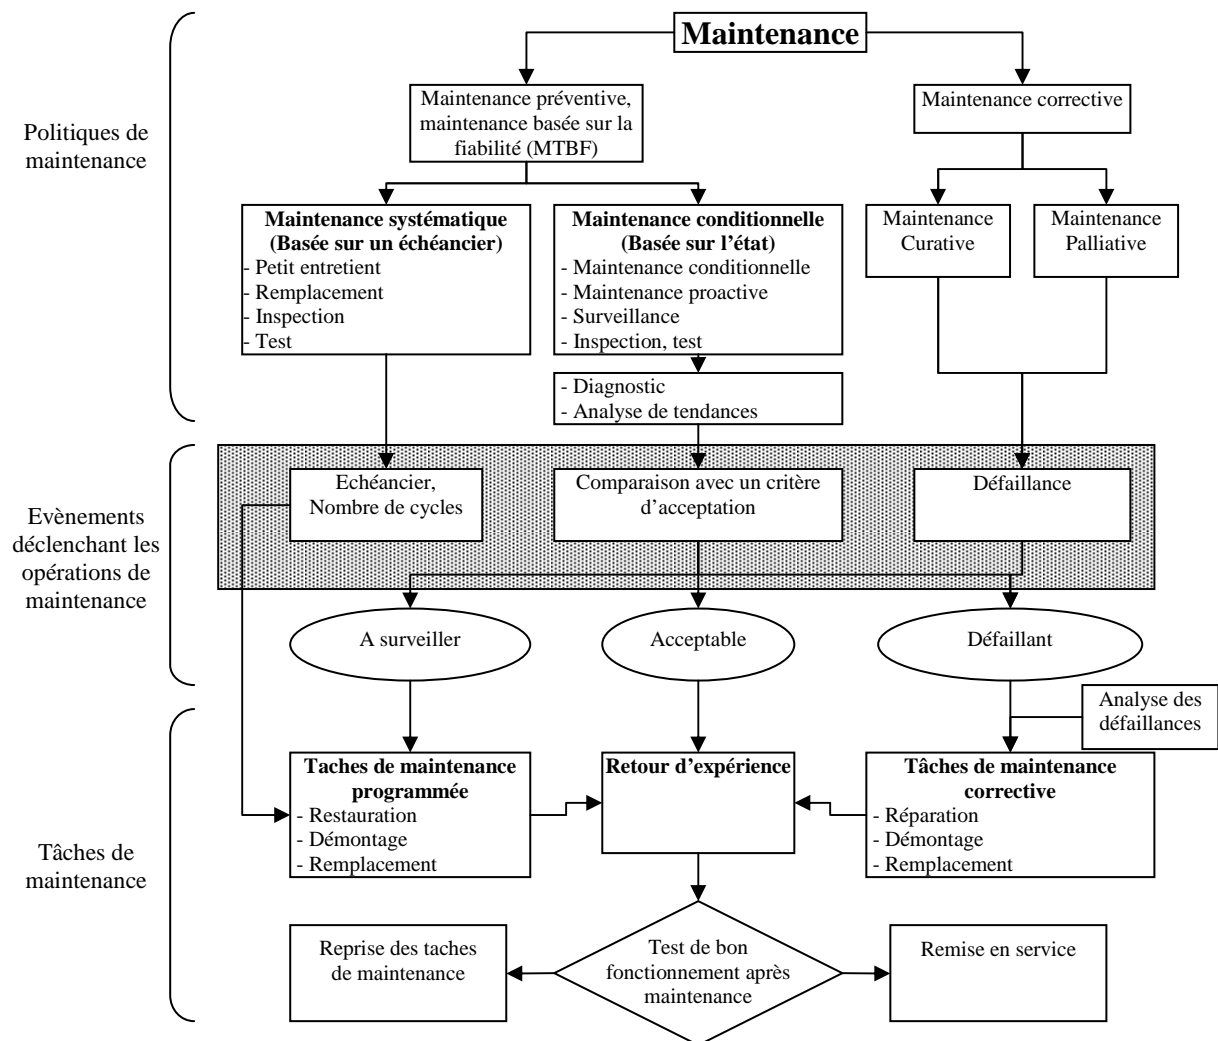 Maintenance
Maintenance préventive,
maintenance basée sur la
fiabilité (MTBF)
Maintenance corrective
Politiques de
maintenance
Maintenance systématique
(Basée sur un échéancier)
- Petit entretient
- Remplacement
- Inspection
- Test
Maintenance conditionnelle
(Basée sur l’état)
- Maintenance conditionnelle
- Maintenance proactive
- Surveillance
- Inspection, test
Maintenance
Curative
Maintenance
Palliative
- Diagnostic
- Analyse de tendances
Evènements
déclenchant les
opérations de
maintenance
Echéancier,
Nombre de cycles
Comparaison avec un critère
d’acceptation
Défaillance
A surveiller
Acceptable
Défaillant
Analyse des
défaillances
Tâches de
maintenance
Taches de maintenance
programmée
- Restauration
- Démontage
- Remplacement
Retour d’expérience
Tâches de maintenance
corrective
- Réparation
- Démontage
- Remplacement
Reprise des taches
de maintenance
Test de bon
fonctionnement après
maintenance
Remise en service